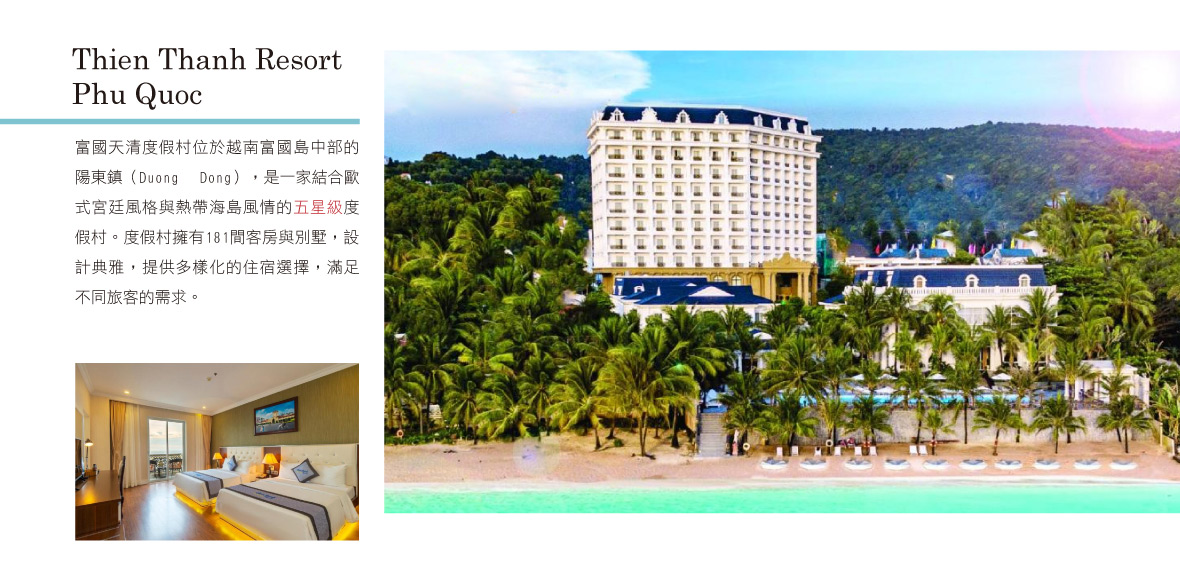 Thien Thanh Resort
Phu Quoc
富國天清度假村位於越南富國島中部的
陽東鎮（Duong Dong），是一家結合歐
式宮廷風格與熱帶海島風情的五星級度
假村。度假村擁有181間客房與別墅，設
計典雅，提供多樣化的住宿選擇，滿足
不同旅客的需求。